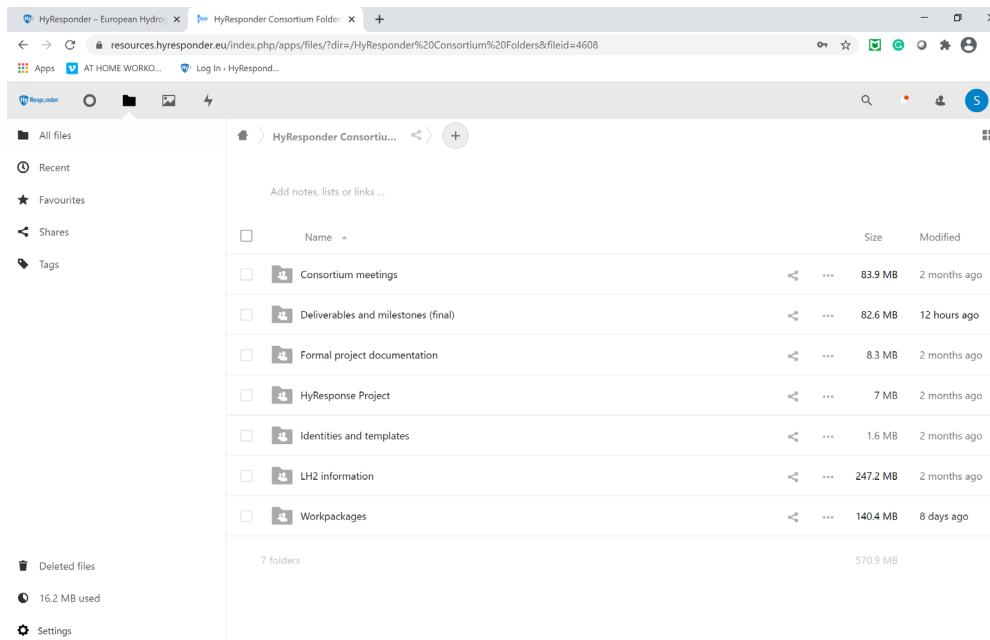 HyResponder – European Hydrog
HyResponder Consortium Folder
resources.hyresponder.eu/index.php/apps/files/?dir=/HyResponder%20Consortium%20Folders&fileid=4608
Apps
AT HOME WORKO...
Log In ‹ HyRespond...
HyResponder
S
All files
HyResponder Consortiu...
Recent
Favourites
Add notes, lists or links ...
Shares
Name
Size
Modified
Tags
Consortium meetings
83.9 MB
2 months ago
Deliverables and milestones (final)
82.6 MB
12 hours ago
Formal project documentation
8.3 MB
2 months ago
HyResponse Project
7 MB
2 months ago
Identities and templates
1.6 MB
2 months ago
LH2 information
247.2 MB
2 months ago
Workpackages
140.4 MB
8 days ago
7 folders
570.9 MB
Deleted files
16.2 MB used
Settings